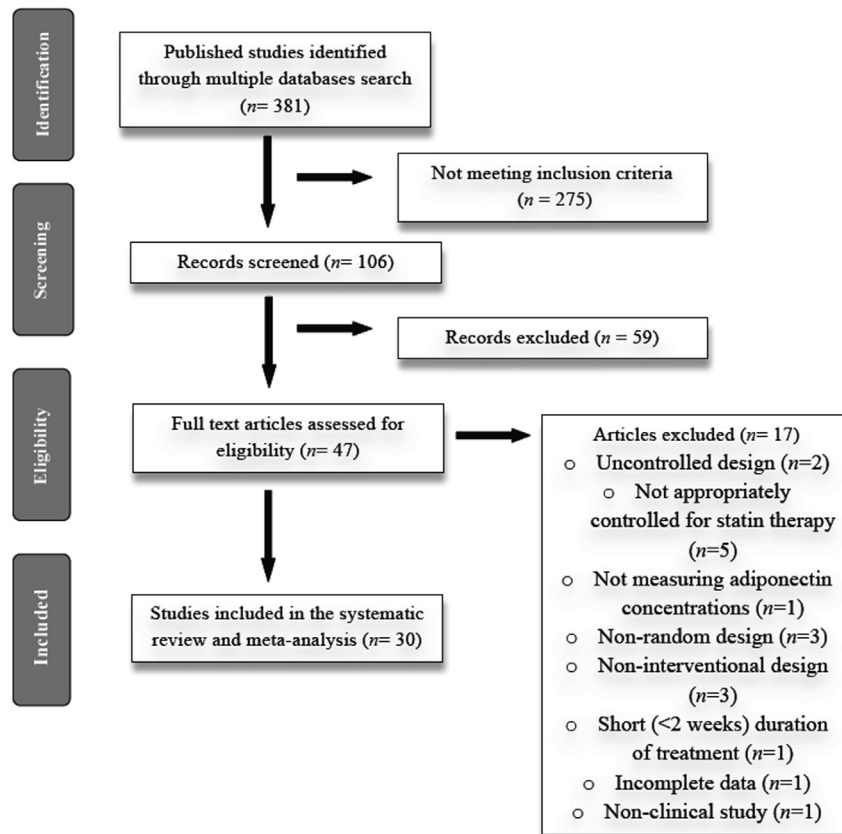 Identification
Published studies identified
through multiple databases search
(n= 381)
Not meeting inclusion criteria
(n = 275)
Screening
Records screened (n= 106)
Records excluded (n = 59)
Eligibility
Full text articles assessed for
eligibility (n= 47)
Articles excluded (n= 17)
o Uncontrolled design (n=2)
o Not appropriately
controlled for statin therapy
(n=5)
o Not measuring adiponectin
concentrations (n=1)
o Non-random design (n=3)
o Non-interventional design
(n=3)
o Short (<2 weeks) duration
of treatment (n=1)
o Incomplete data (n=1)
o Non-clinical study (n=1)
Included
Studies included in the systematic
review and meta-analysis (n= 30)